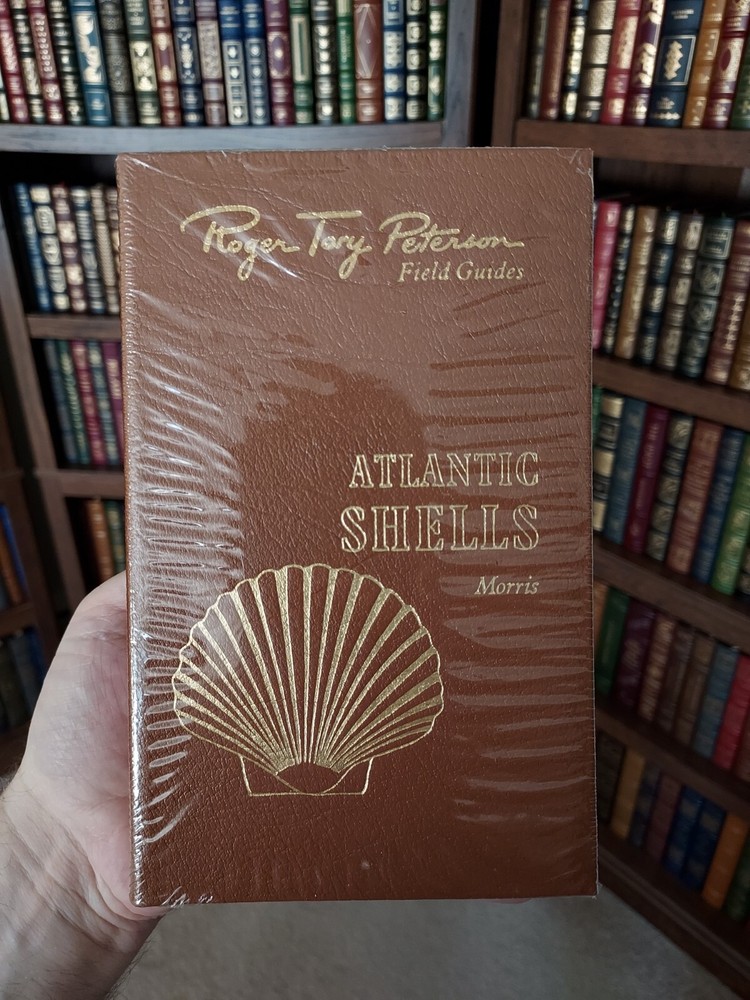 Roger Tory Peterson
Field Guides
ATLANTIC
SHELLS
Morris